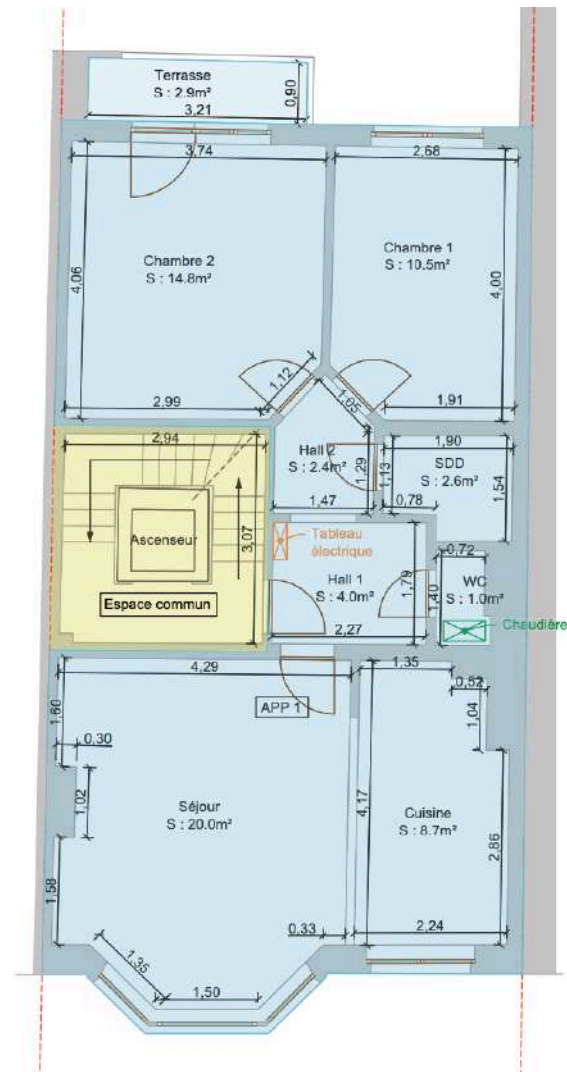 Terrasse
S : 2.9m²
3,21
0,90
3,74
2,68
Chambre 2
S : 14.8m²
Chambre 1
S : 10.5m²
4,06
4,00
1,12
1,05
2,99
1,91
2,94
Hall 2
S : 2.4m²
1,29
1,13
1,90
SDD
S : 2.6m²
1,54
0,78
1,47
Ascenseur
3,07
Tableau
électrique
Espace commun
Hall 1
S : 4.0m²
1,79
2,27
0,72
WC
S : 1.0m²
1,40
Chaudière
4,29
1,35
0,52
1,04
APP 1
1,60
0,30
1,02
Séjour
S : 20.0m²
4,17
Cuisine
S : 8.7m²
2,86
1,58
0,33
2,24
1,35
1,50